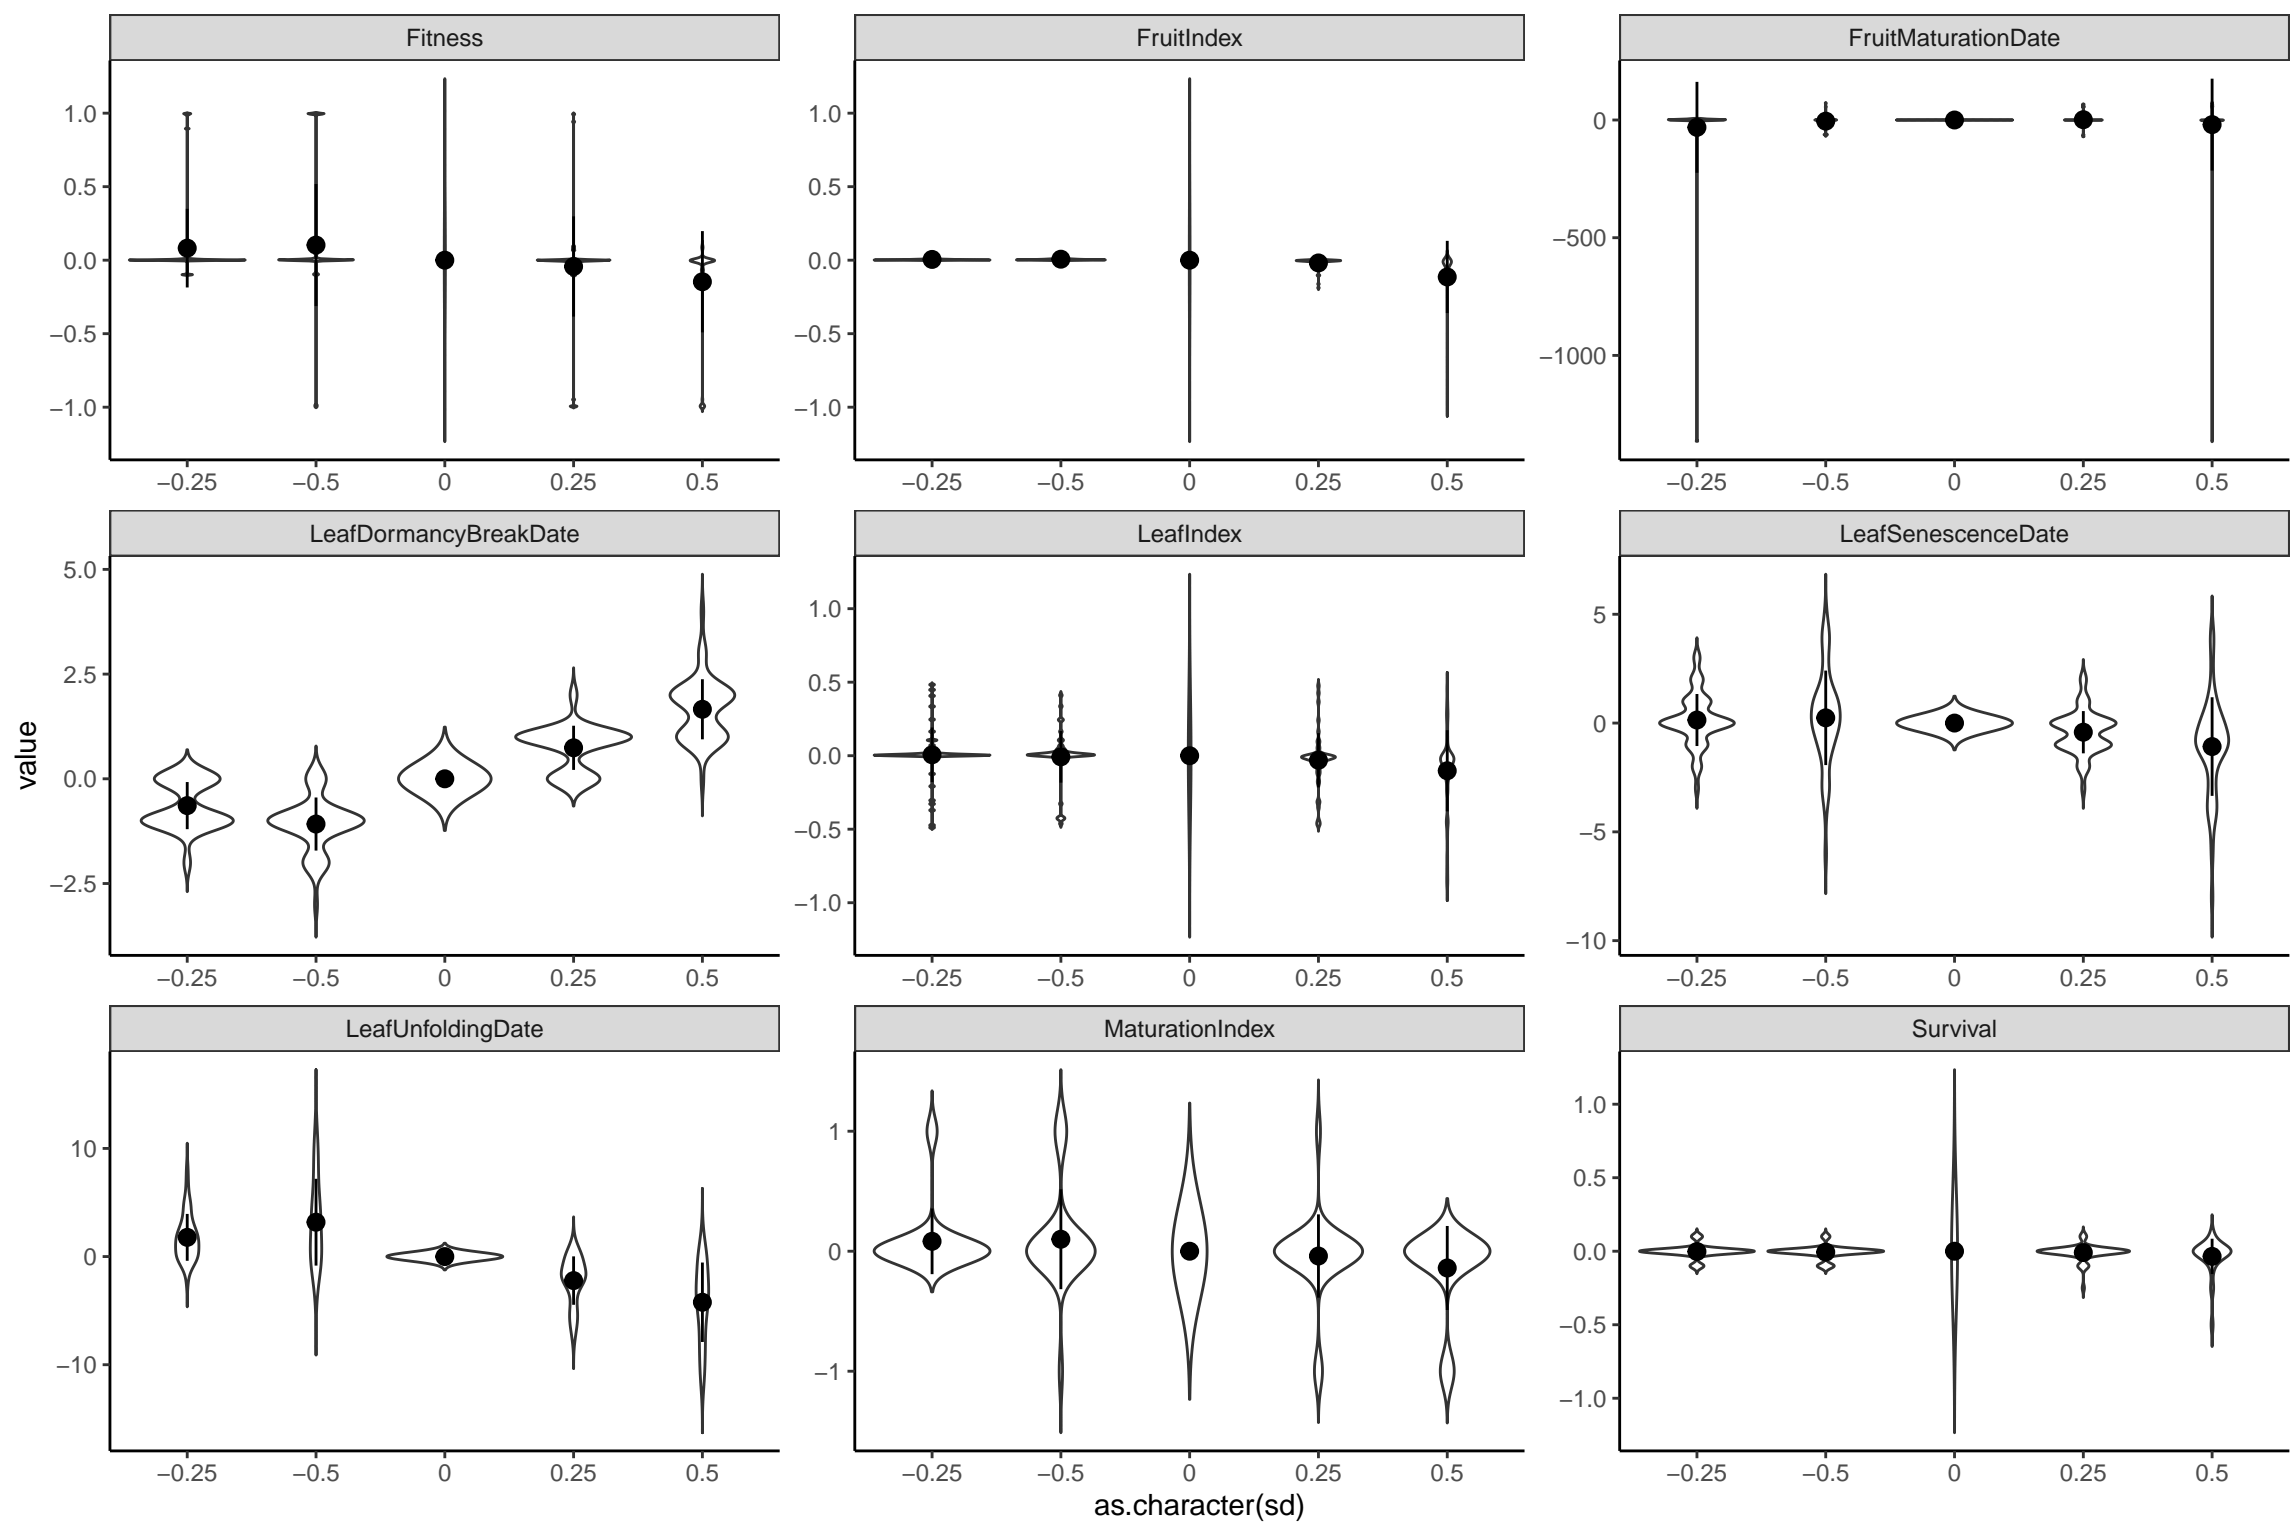 Fitness
FruitIndex
FruitMaturationDate
1.0
0.5
0.0
−0.5
−1.0
−0.25 −0.5 0 0.25 0.5
1.0
0.5
0.0
−0.5
−1.0
−0.25 −0.5 0 0.25 0.5
0
−500
−1000
−0.25 −0.5 0 0.25 0.5
LeafDormancyBreakDate
LeafIndex
LeafSenescenceDate
value
5.0
2.5
0.0
−2.5
−0.25 −0.5 0 0.25 0.5
1.0
0.5
0.0
−0.5
−1.0
−0.25 −0.5 0 0.25 0.5
5
0
−5
−10
−0.25 −0.5 0 0.25 0.5
LeafUnfoldingDate
MaturationIndex
Survival
10
0
−10
−0.25 −0.5 0 0.25 0.5
1
0
−1
−0.25 −0.5 0 0.25 0.5
1.0
0.5
0.0
−0.5
−1.0
−0.25 −0.5 0 0.25 0.5
as.character(sd)